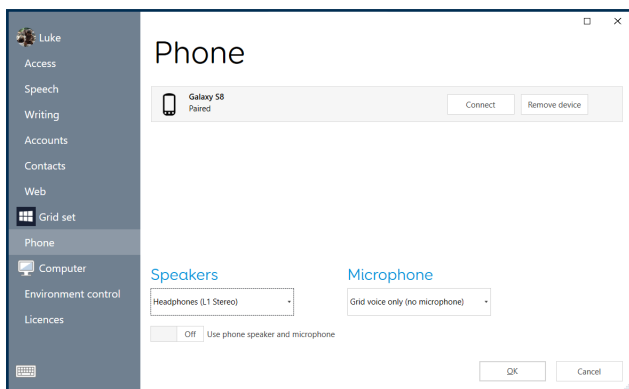 Luke
Access
Speech
Writing
Accounts
Contacts
Web
Grid set
Phone
Computer
Environment control
Licences
Phone
Galaxy S8
Paired
Connect
Remove device
Speakers
Headphones (L1 Stereo)
Off Use phone speaker and microphone
Microphone
Grid voice only (no microphone)
OK
Cancel